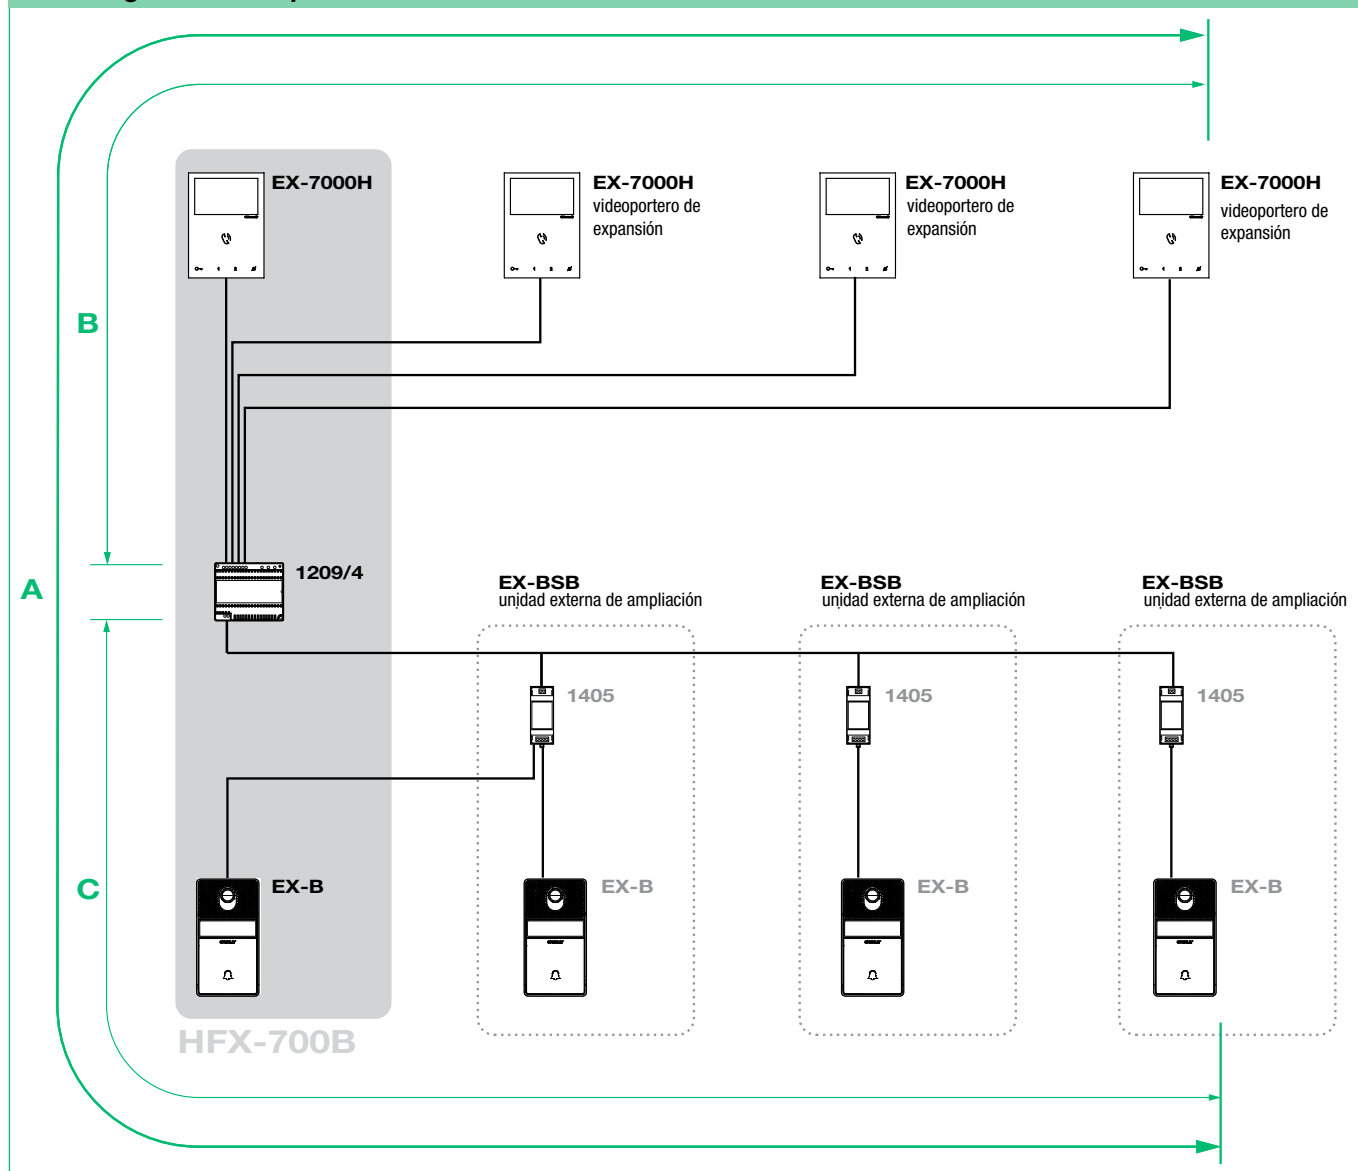 EX-7000H
EX-7000H
videoportero de
expansión
EX-7000H
videoportero de
expansión
EX-7000H
videoportero de
expansión
B
1209/4
A
EX-BSB
unidad externa de ampliación
EX-BSB
unidad externa de ampliación
EX-BSB
unidad externa de ampliación
1405
1405
1405
C
EX-B
EX-B
EX-B
EX-B
HFX-700B